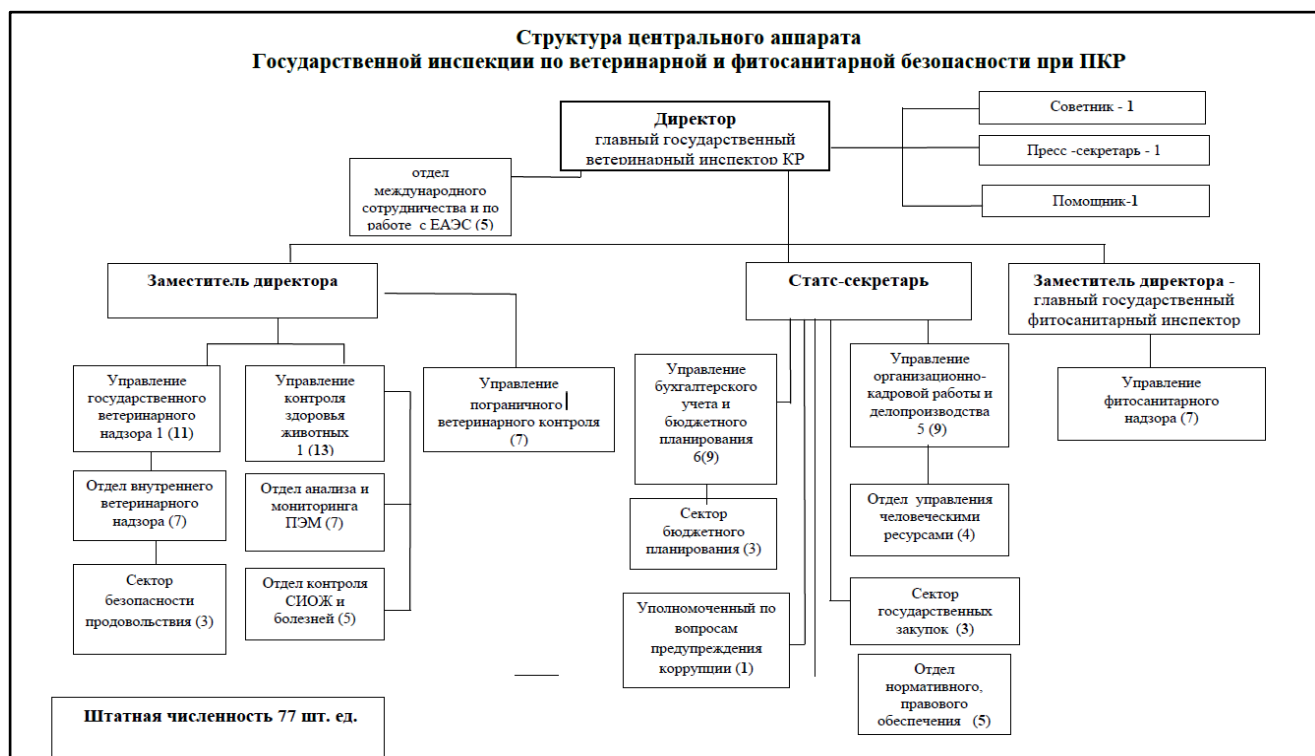 Структура центрального аппарата
Государственной инспекции по ветеринарной и фитосанитарной безопасности при ПКР
Директор
главный государственный
ветеринарный инспектор КР
Советник - 1
Пресс -секретарь - 1
Помощник-1
отдел
международного
сотрудничества и по
работе с ЕАЭС (5)
Заместитель директора
Статс-секретарь
Заместитель директора -
главный государственный
фитосанитарный инспектор
Управление
государственного
ветеринарного
надзора 1 (11)
Управление
контроля
здоровья
животных
1 (13)
Управление
пограничного
ветеринарного контроля
(7)
Управление
бухгалтерского
учета и
бюджетного
планирования
6(9)
Управление
организационно-
кадровой работы и
делопроизводства
5 (9)
Управление
фитосанитарного
надзора (7)
Отдел внутреннего
ветеринарного
надзора (7)
Отдел анализа и
мониторинга
ПЭМ (7)
Сектор
бюджетного
планирования (3)
Отдел управления
человеческими
ресурсами (4)
Сектор
безопасности
продовольствия (3)
Отдел контроля
СИОЖ и
болезней (5)
Уполномоченный по
вопросам
предупреждения
коррупции (1)
Сектор
государственных
закупок (3)
Отдел
нормативного,
правового
обеспечения (5)
Штатная численность 77 шт. ед.